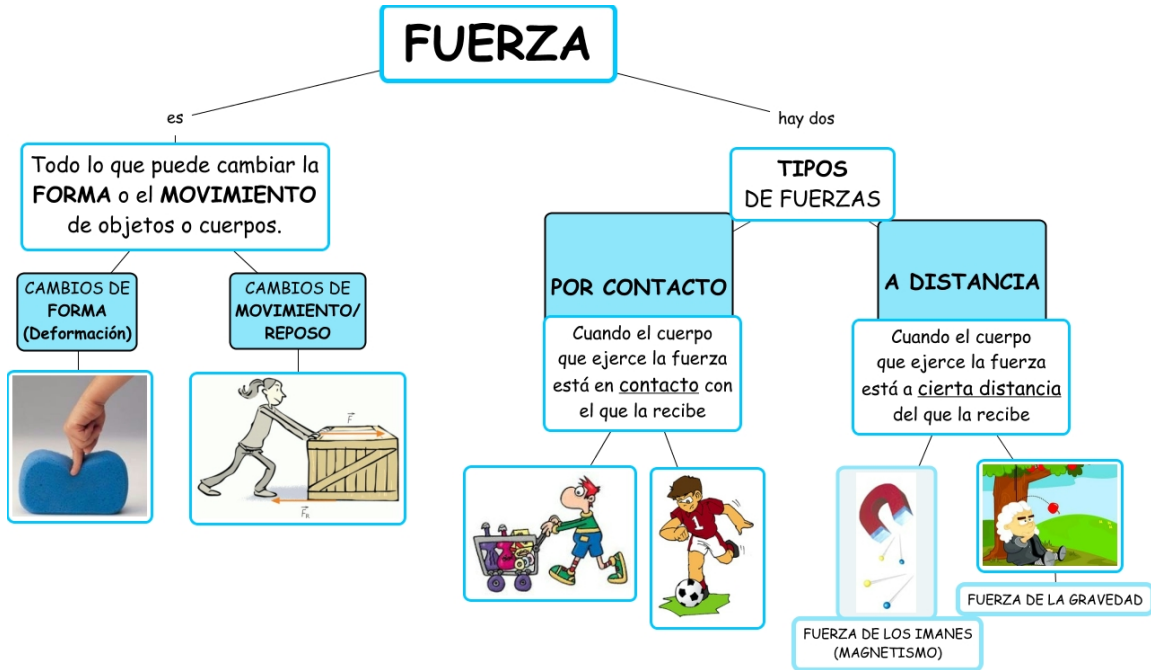 FUERZA
es
Todo lo que puede cambiar la
FORMA o el MOVIMIENTO
de objetos o cuerpos.
CAMBIOS DE
FORMA
(Deformación)
CAMBIOS DE
MOVIMIENTO/
REPOSO
F
F
R
hay dos
TIPOS
DE FUERZAS
POR CONTACTO
Cuando el cuerpo
que ejerce la fuerza
está en contacto con
el que la recibe
1
A DISTANCIA
Cuando el cuerpo
que ejerce la fuerza
está a cierta distancia
del que la recibe
FUERZA DE LOS IMANES
(MAGNETISMO)
FUERZA DE LA GRAVEDAD